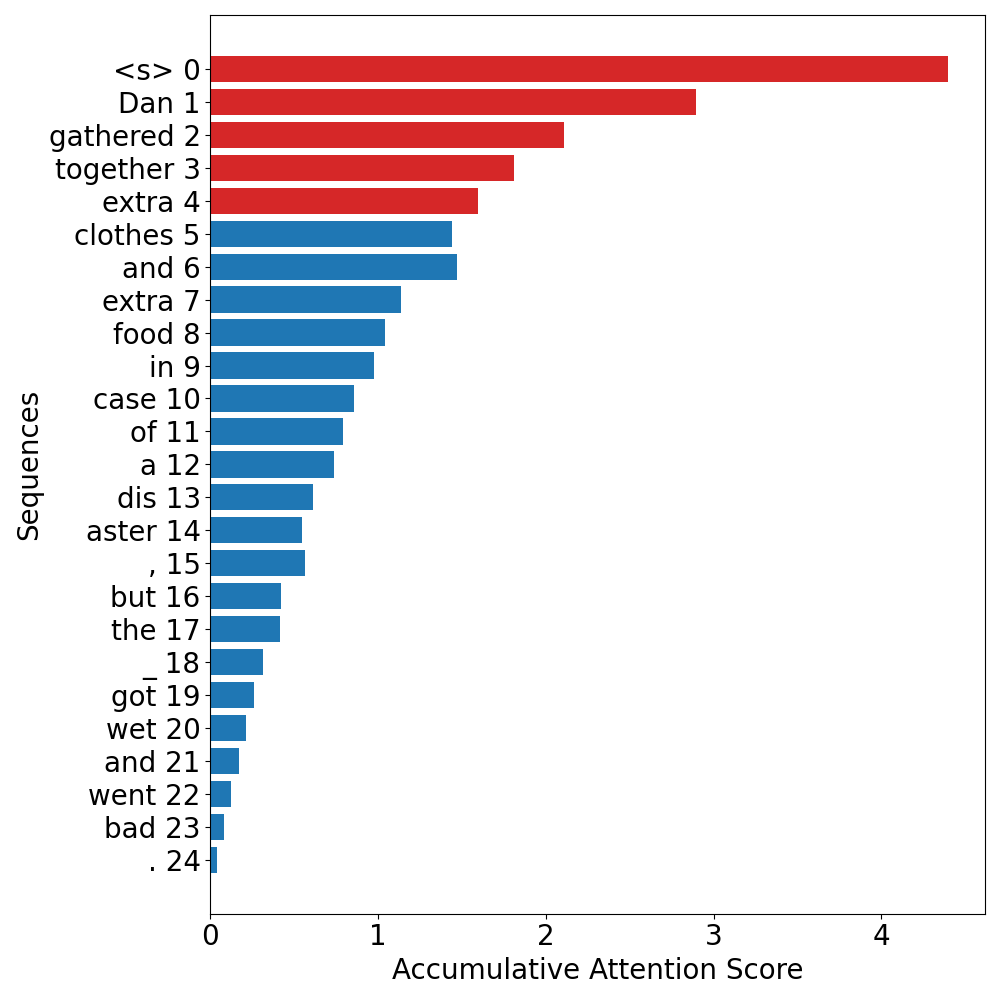 <s> 0
Dan 1
gathered 2
together 3
extra 4
clothes 5
and 6
extra 7
food 8
in 9
case 10
of 11
a 12
dis 13
aster 14
, 15
but 16
the 17
_ 18
got 19
wet 20
and 21
went 22
bad 23
. 24
Sequences
0 1 2 3 4
Accumulative Attention Score